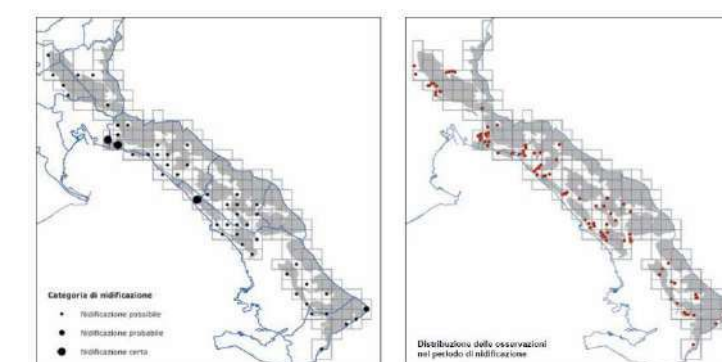 Categoria di nidificazione
Nidificazione possibile
Nidificazione probabile
Nidificazione certa
Distribuzione delle osservazioni
nel periodo di nidificazione